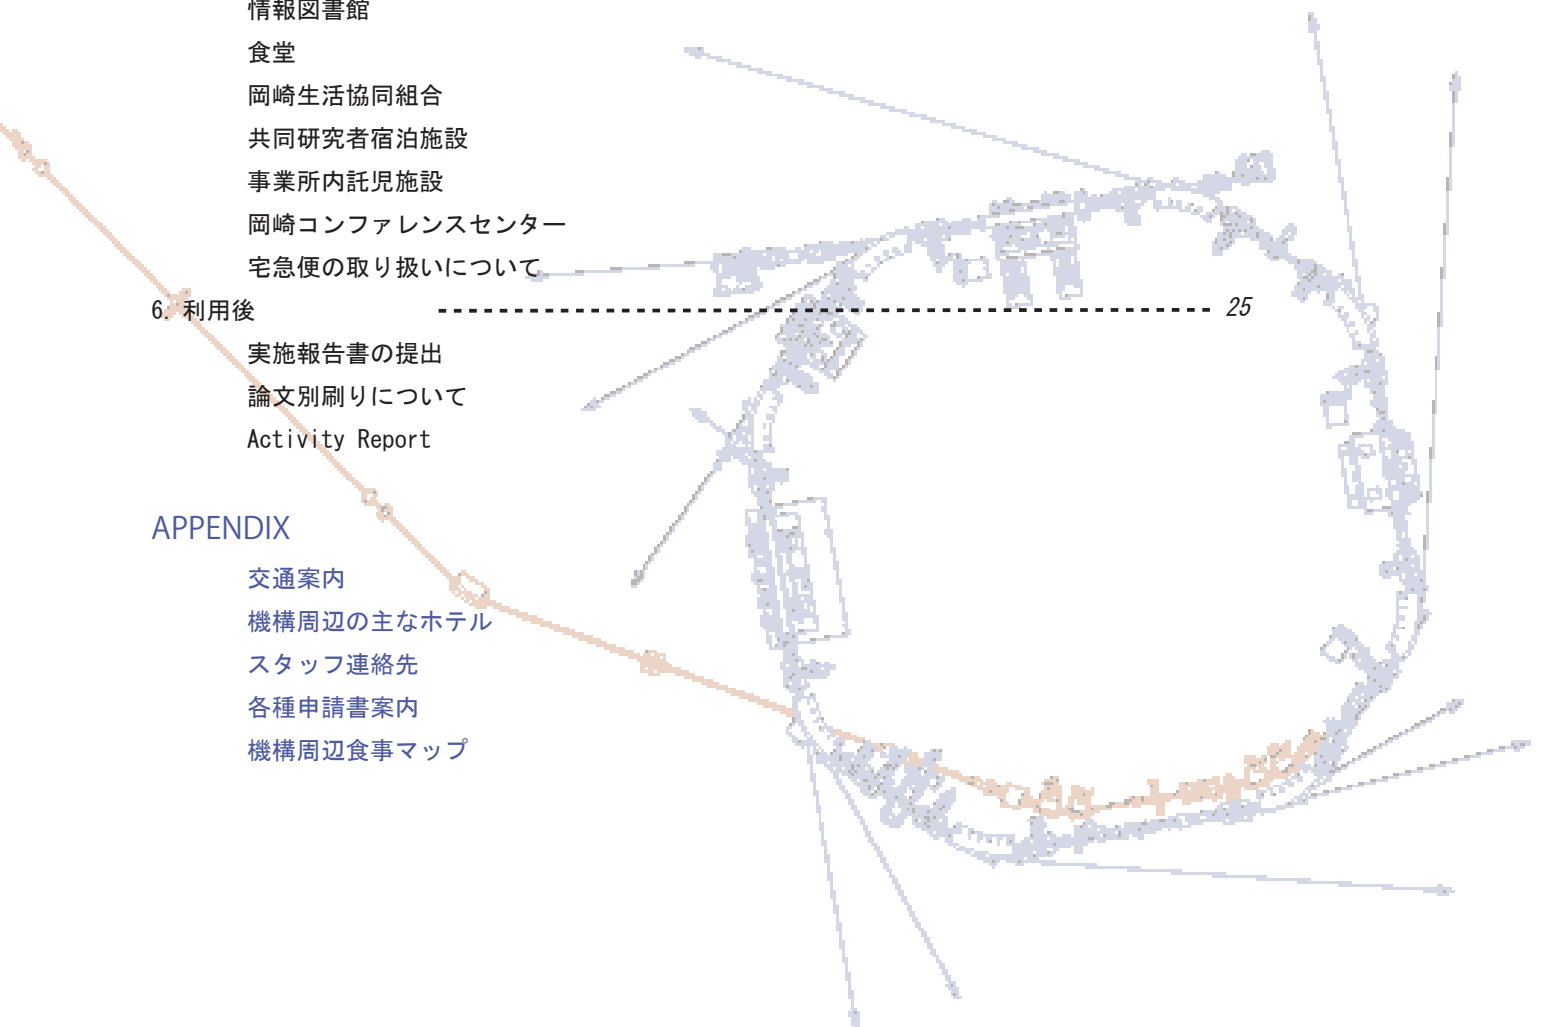 情報図書館
食堂
岡崎生活協同組合
共同研究者宿泊施設
事業所内託児施設
岡崎コンファレンスセンター
宅急便の取り扱いについて
6. 利用後 25
実施報告書の提出
論文別刷りについて
Activity Report
APPENDIX
交通案内
機構周辺の主なホテル
スタッフ連絡先
各種申請書案内
機構周辺食事マップ